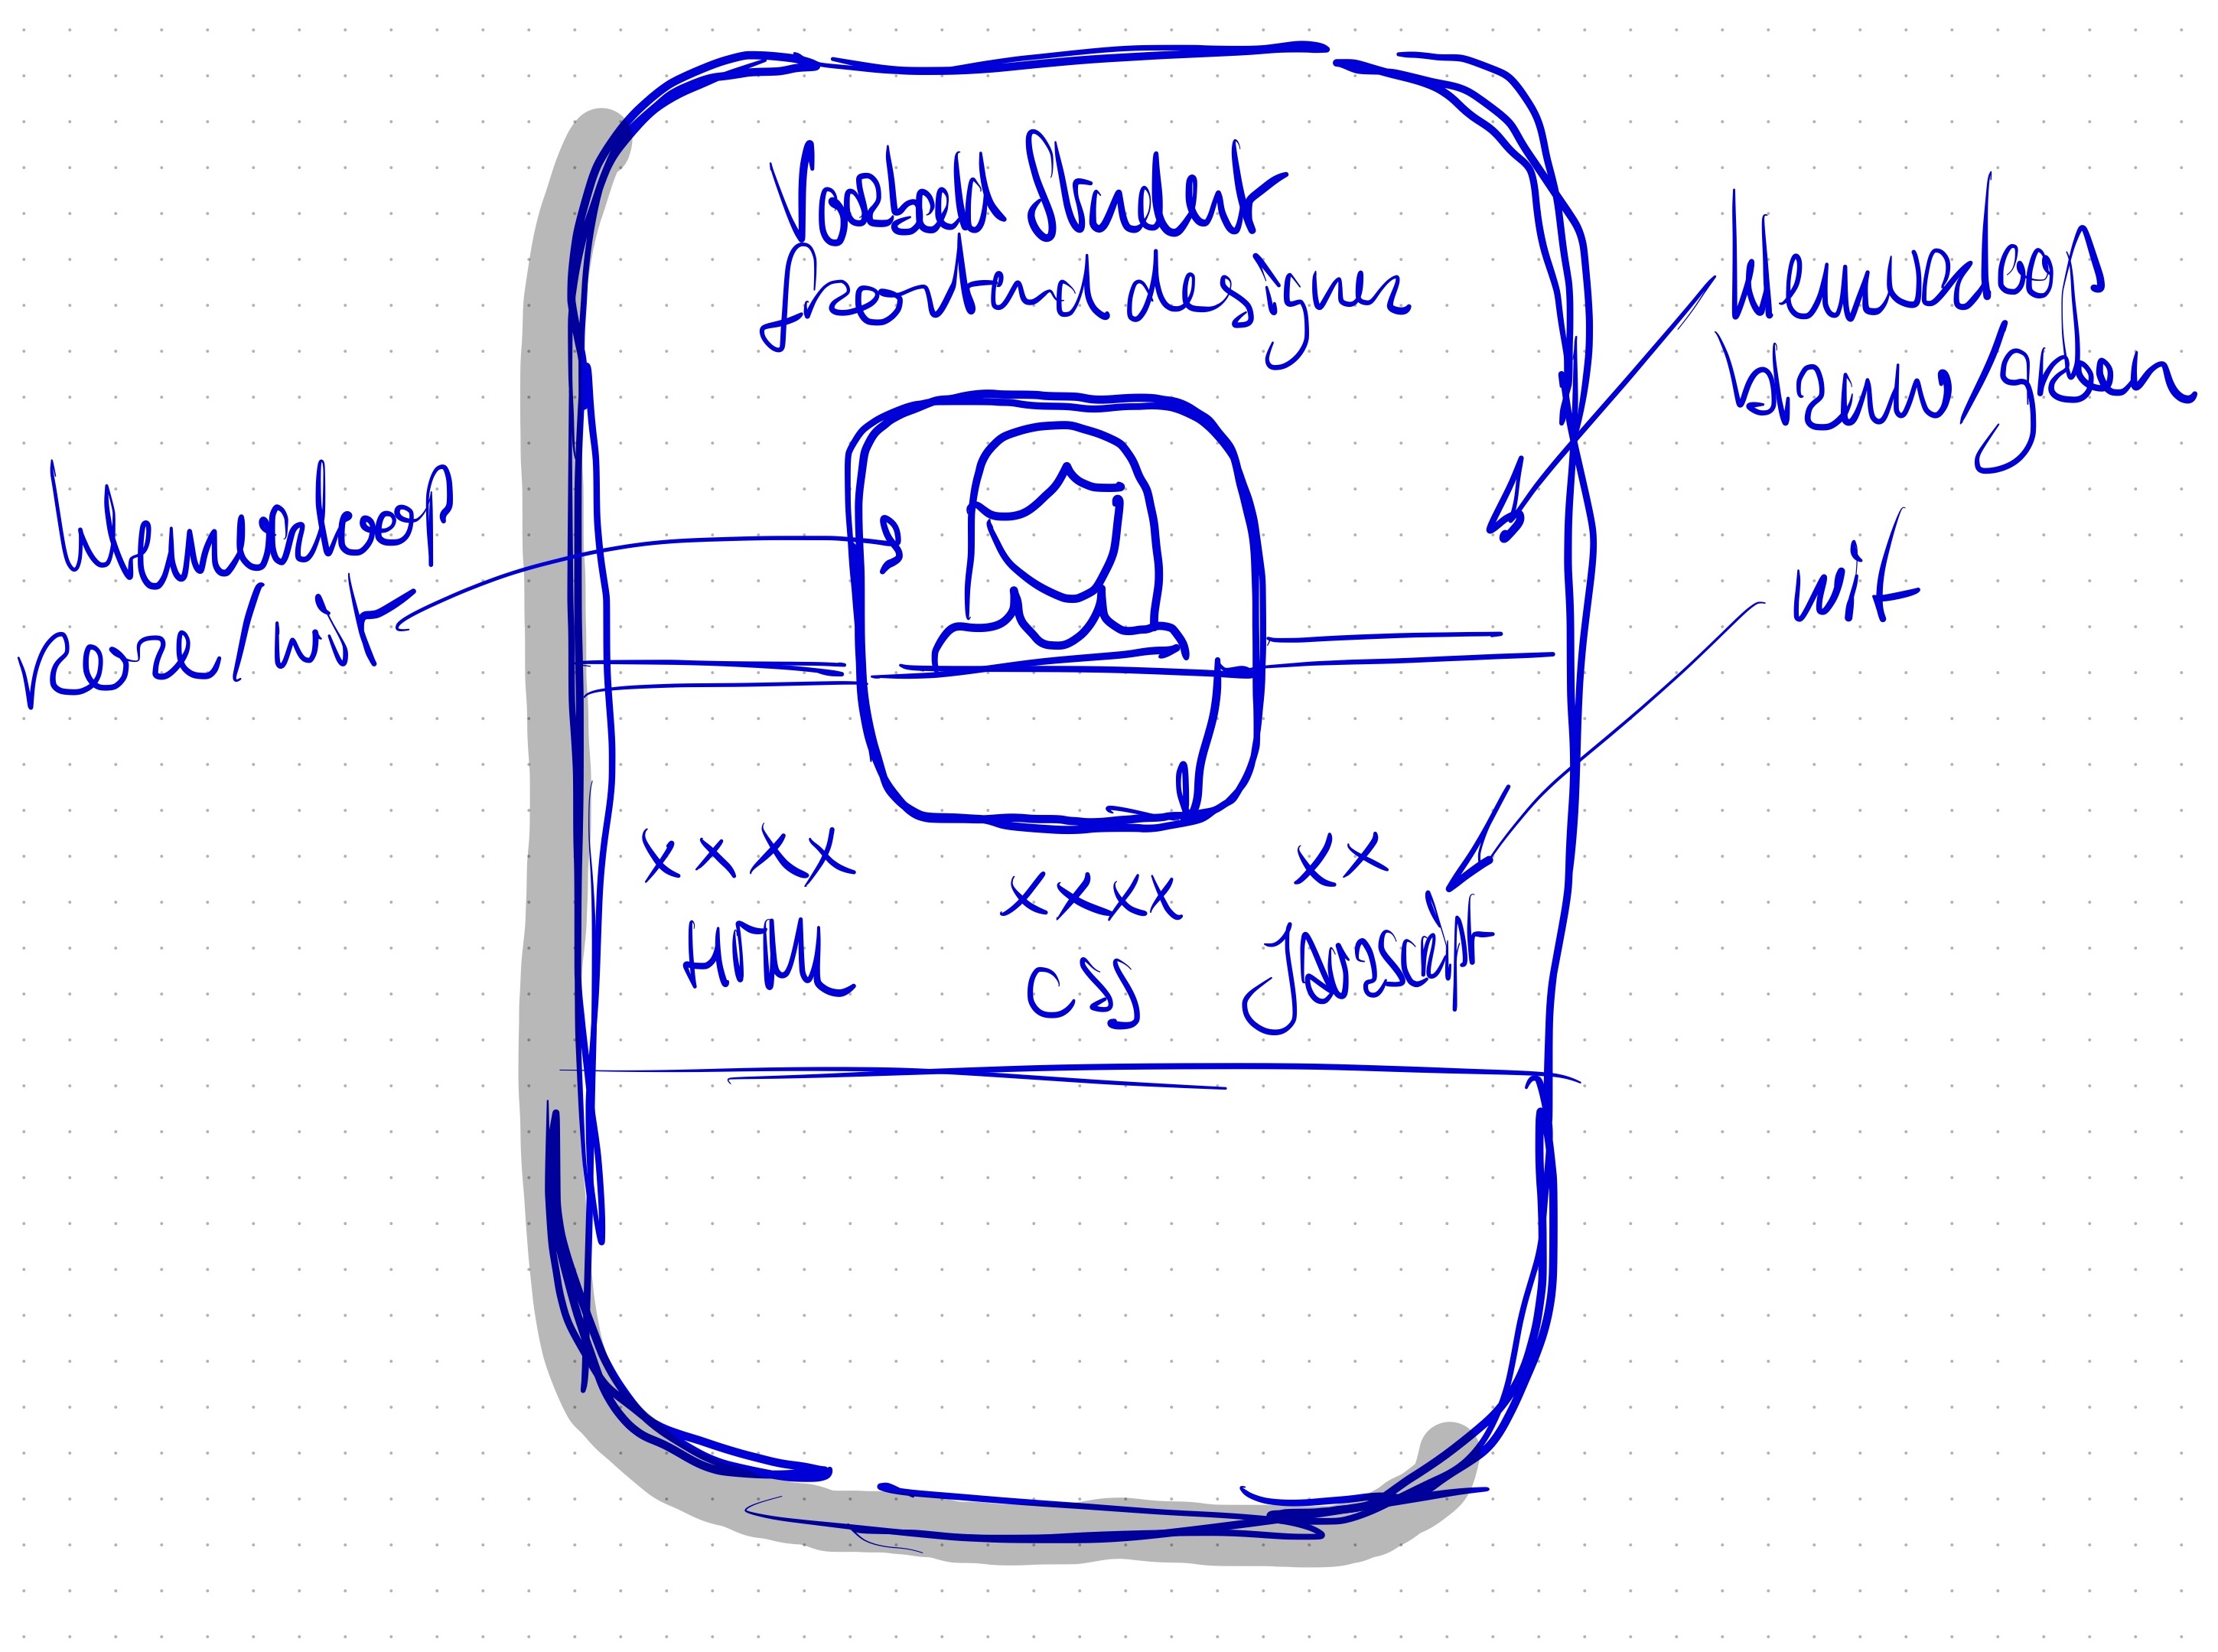 Voorbeeld Student
frontend designer
Kleurverloop
blauw/groen
Kleurverloop
roze/wit
wit
xxxx
xxxx
xx
HTML
CSS
Javascript